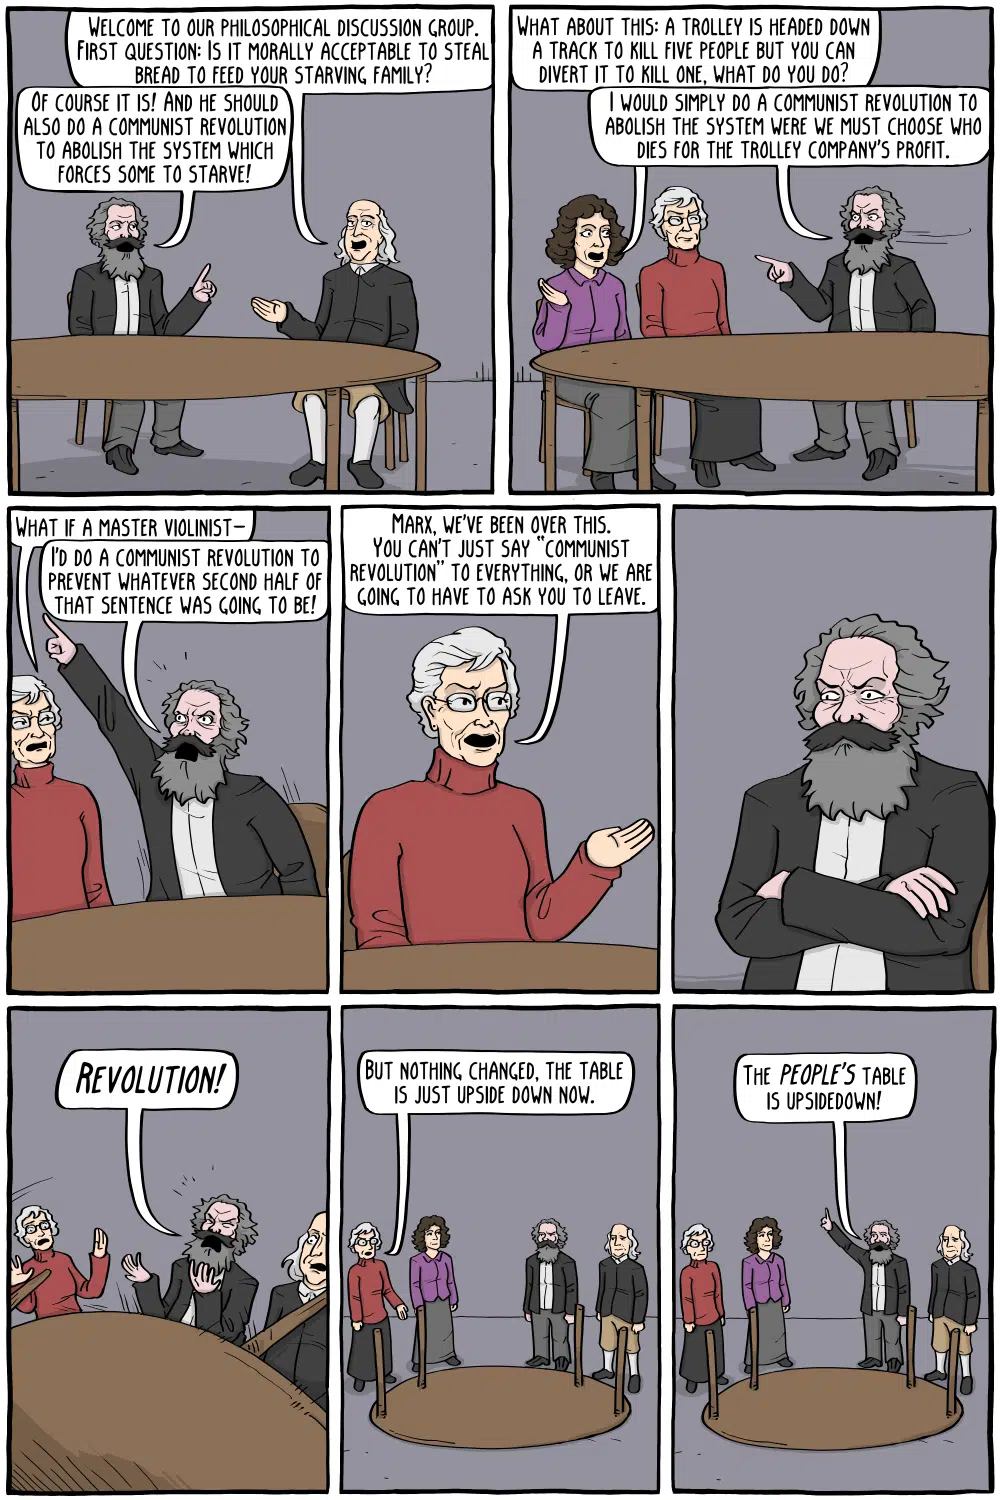 Welcome to our philosophical discussion group.
First question: Is it morally acceptable to steal
bread to feed your starving family?
Of course it is! And he should
also do a communist revolution
to abolish the system which
forces some to starve!
What about this: a trolley is headed down
a track to kill five people but you can
divert it to kill one, what do you do?
I would simply do a communist revolution to
abolish the system were we must choose who
dies for the trolley company's profit.
What if a master violinist–
I'd do a communist revolution to
prevent whatever second half of
that sentence was going to be!
Marx, we've been over this.
You can't just say "communist
revolution" to everything, or we are
going to have to ask you to leave.
Revolution!
But nothing changed, the table
is just upside down now.
The people's table
is upsidedown!